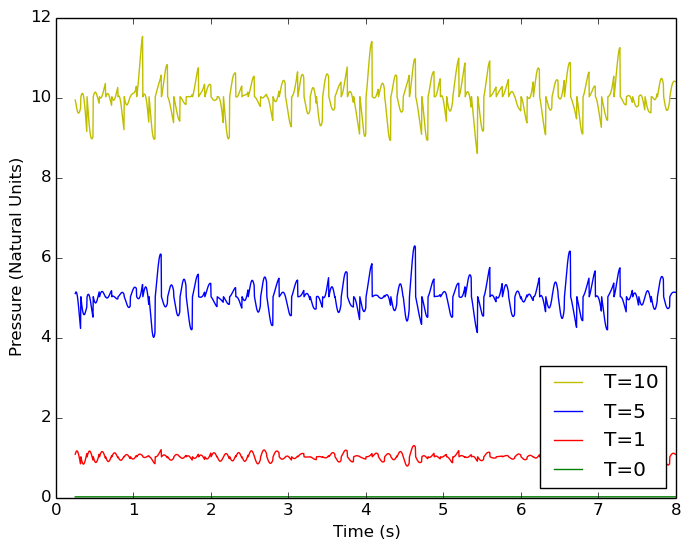 12
10
8
6
4
2
0
Pressure (Natural Units)
T=10
T=5
T=1
T=0
0 1 2 3 4 5 6 7 8
Time (s)